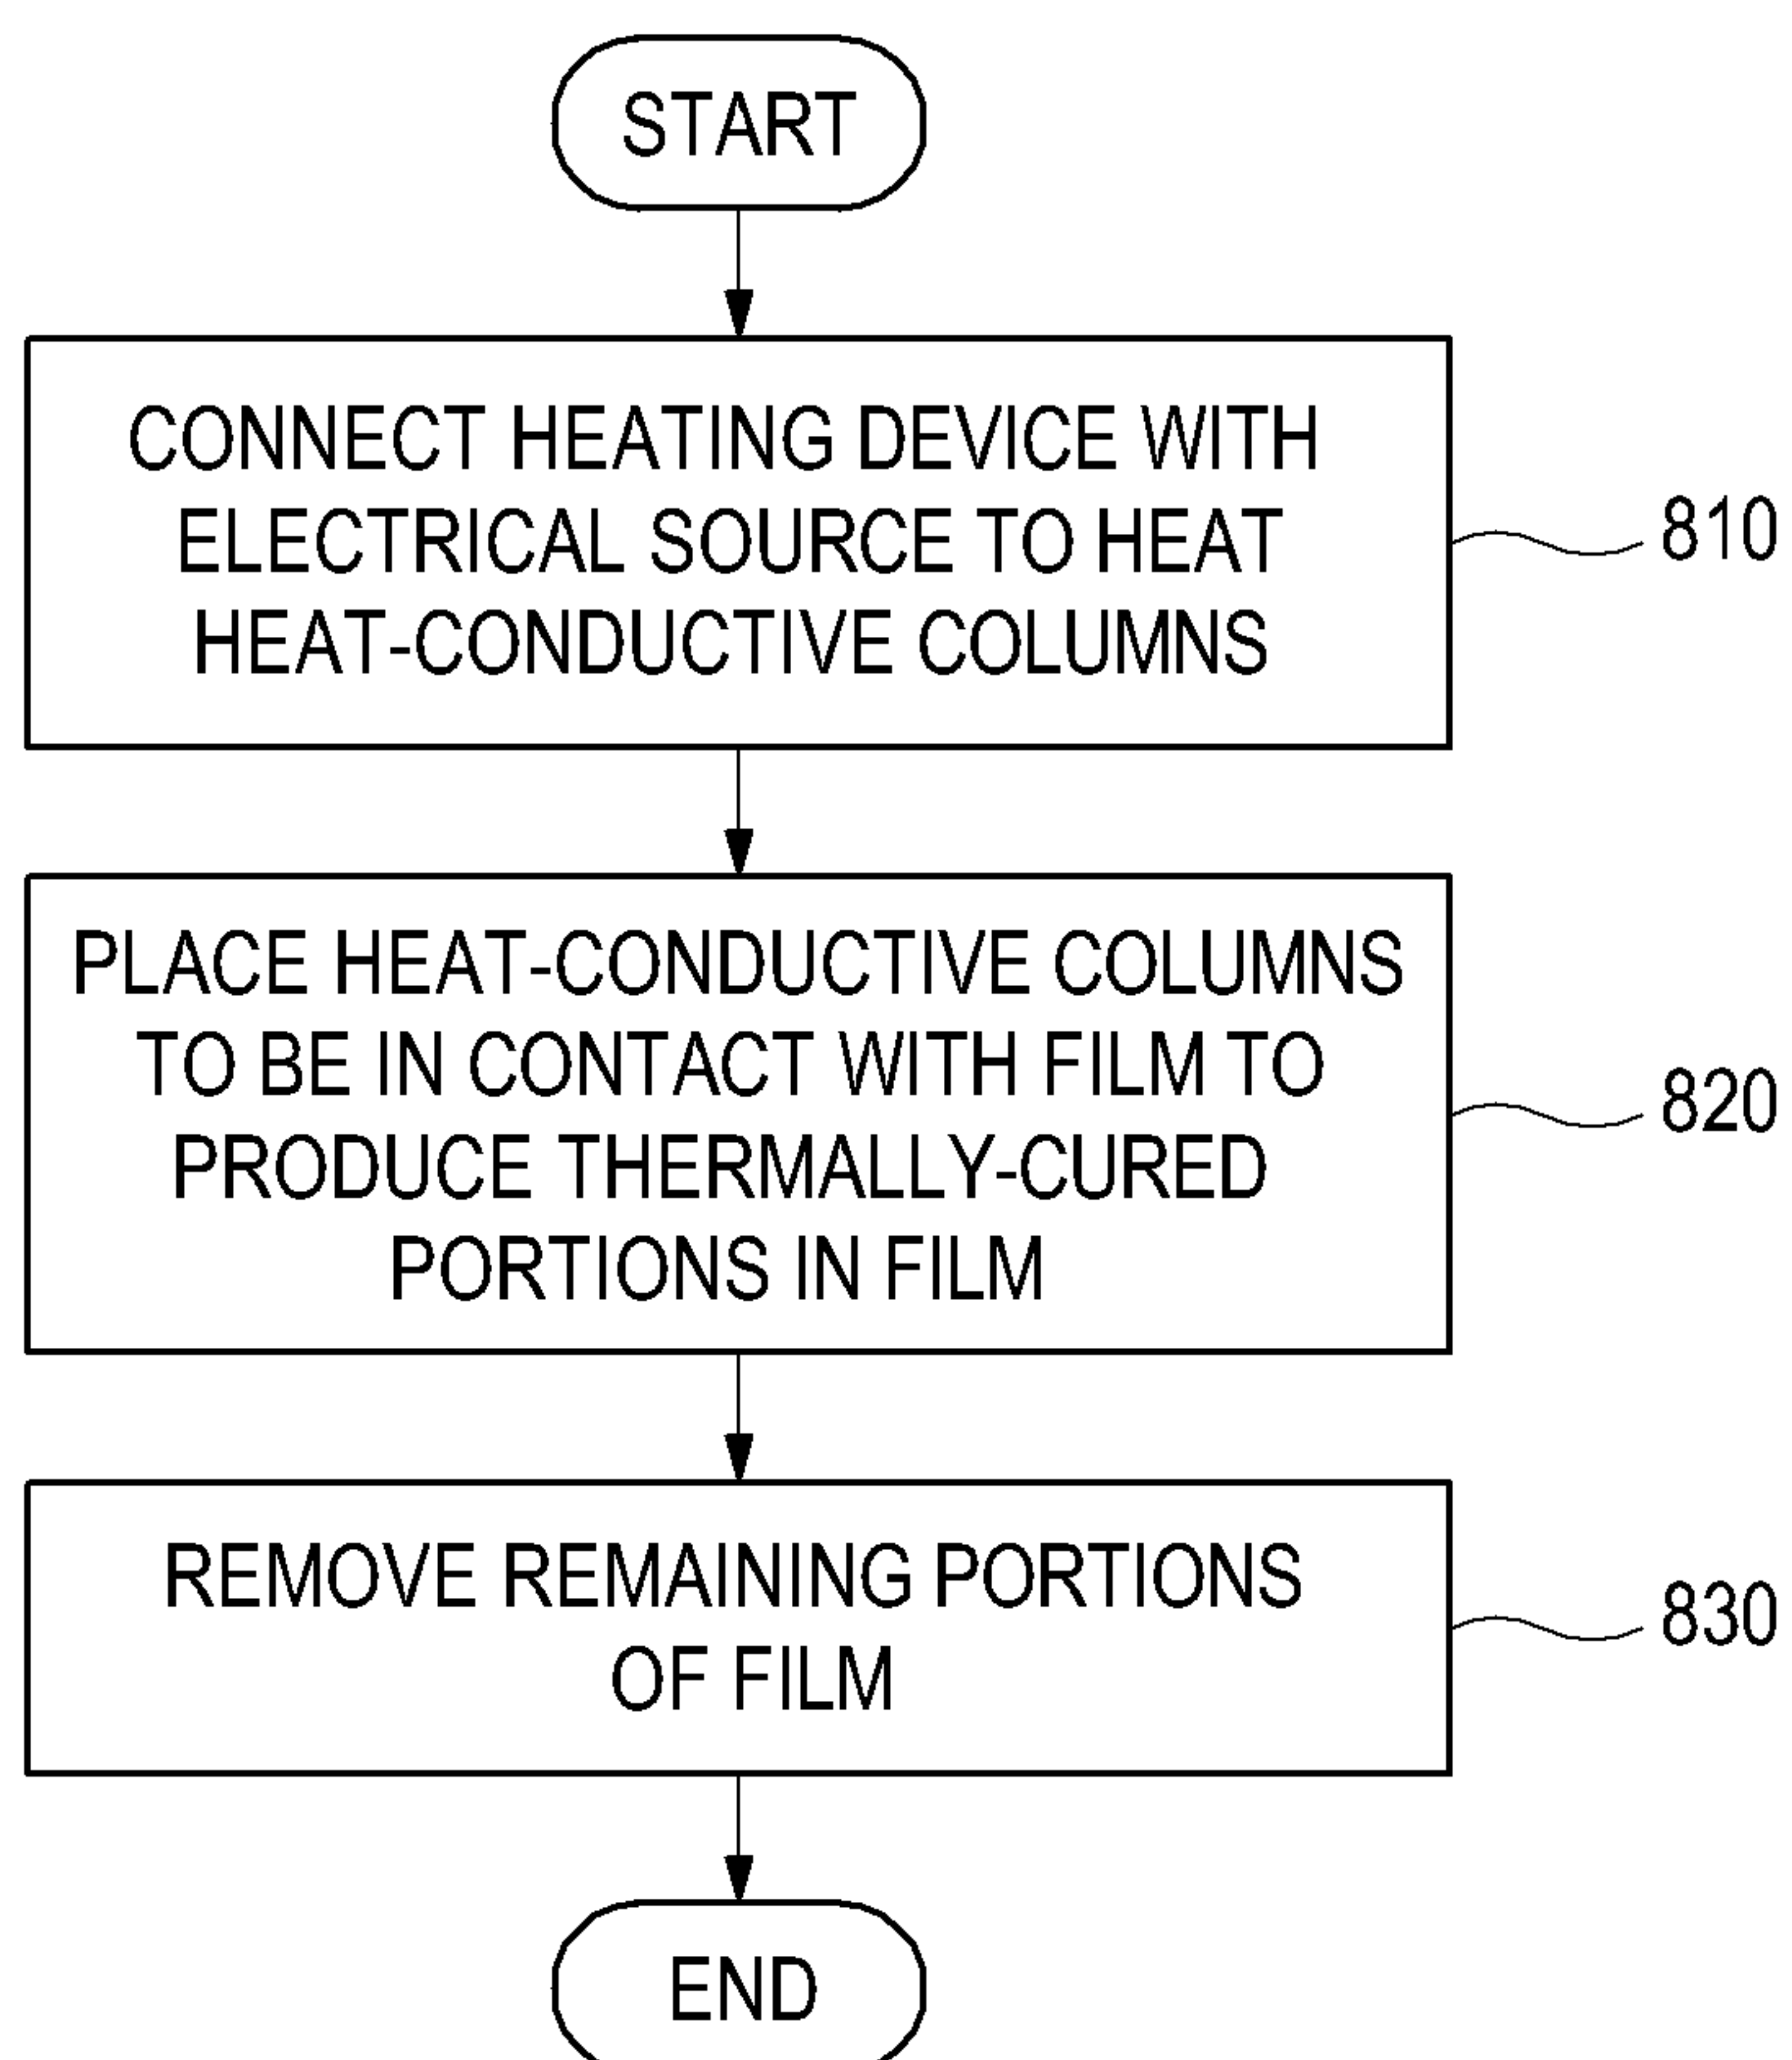 START
CONNECT HEATING DEVICE WITH
ELECTRICAL SOURCE TO HEAT
HEAT-CONDUCTIVE COLUMNS
810
PLACE HEAT-CONDUCTIVE COLUMNS
TO BE IN CONTACT WITH FILM TO
PRODUCE THERMALLY-CURED
PORTIONS IN FILM
820
REMOVE REMAINING PORTIONS
OF FILM
830
END